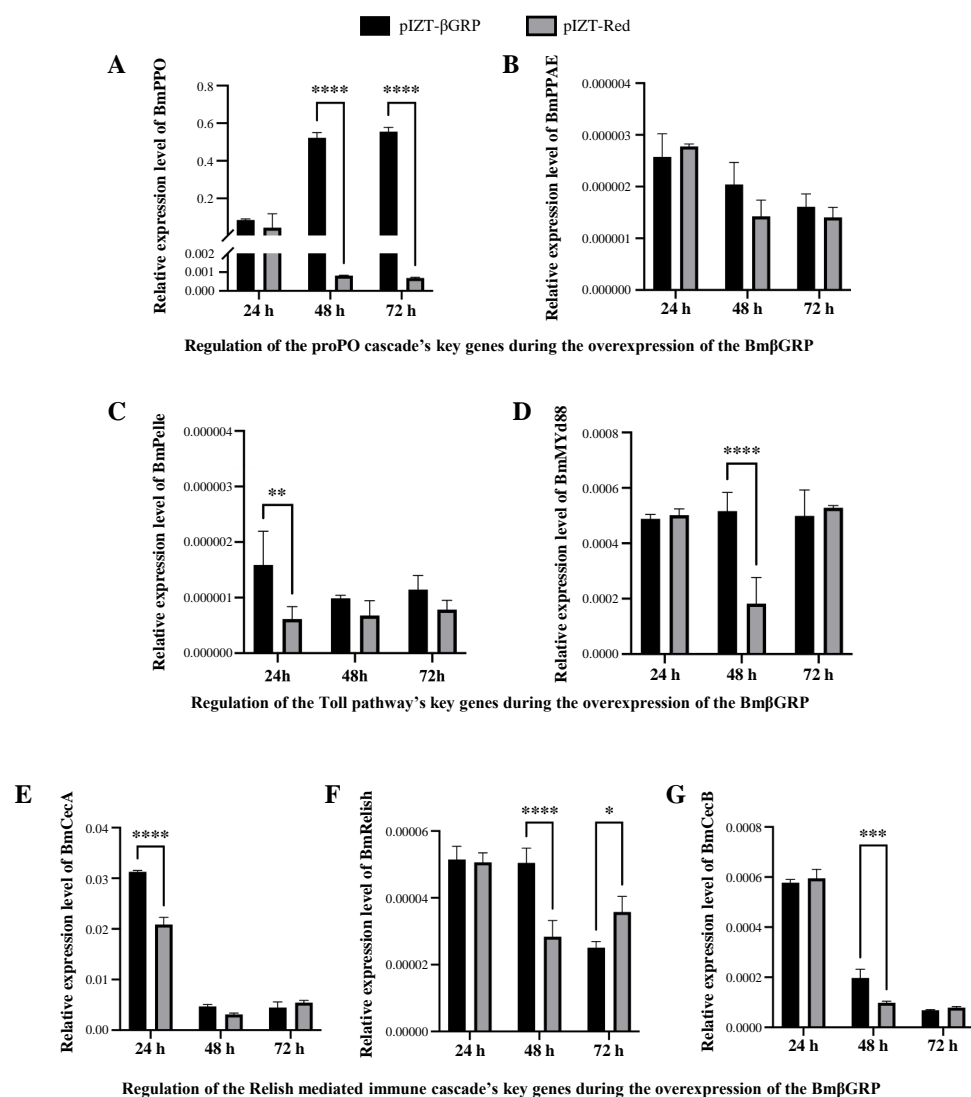 pIZT-βGRP pIZT-Red
A
Relative expression level of BmPPO
0.8
0.6
0.4
0.2
0.002
0.001
0.000
**** ****
24 h 48 h 72 h
B
Relative expression level of BmPPAE
0.000004
0.000003
0.000002
0.000001
0.000000
24 h 48 h 72 h
Regulation of the proPO cascade's key genes during the overexpression of the BmβGRP
C
Relative expression level of BmPelle
0.000004
0.000003
0.000002
0.000001
0.000000
**
24h 48h 72h
D
Relative expression level of BmMYd88
0.0008
0.0006
0.0004
0.0002
0.0000
****
24 h 48 h 72 h
Regulation of the Toll pathway's key genes during the overexpression of the BmβGRP
E
Relative expression level of BmCecA
0.04
0.03
0.02
0.01
0.00
****
24 h 48 h 72 h
F
Relative expression level of BmRelish
0.00006
0.00004
0.00002
0.00000
**** *
24 h 48 h 72 h
G
Relative expression level of BmCecB
0.0008
0.0006
0.0004
0.0002
0.0000
***
24 h 48 h 72 h
Regulation of the Relish mediated immune cascade's key genes during the overexpression of the BmβGRP